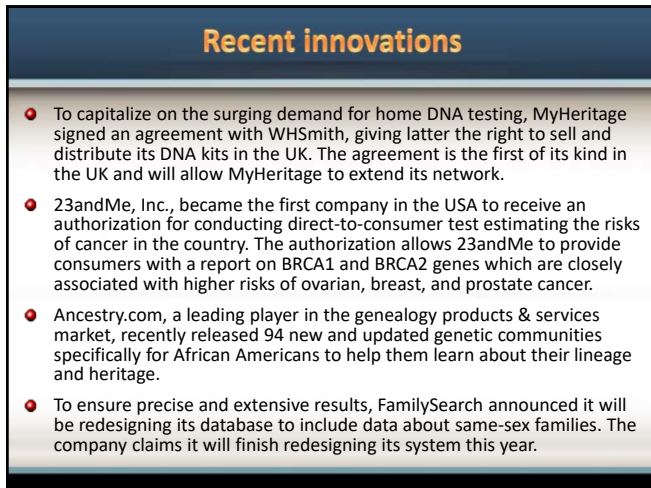 Recent innovations
To capitalize on the surging demand for home DNA testing, MyHeritage
signed an agreement with WHSmith, giving latter the right to sell and
distribute its DNA kits in the UK. The agreement is the first of its kind in
the UK and will allow MyHeritage to extend its network.
23andMe, Inc., became the first company in the USA to receive an
authorization for conducting direct-to-consumer test estimating the risks
of cancer in the country. The authorization allows 23andMe to provide
consumers with a report on BRCA1 and BRCA2 genes which are closely
associated with higher risks of ovarian, breast, and prostate cancer.
Ancestry.com, a leading player in the genealogy products & services
market, recently released 94 new and updated genetic communities
specifically for African Americans to help them learn about their lineage
and heritage.
To ensure precise and extensive results, FamilySearch announced it will
be redesigning its database to include data about same-sex families. The
company claims it will finish redesigning its system this year.